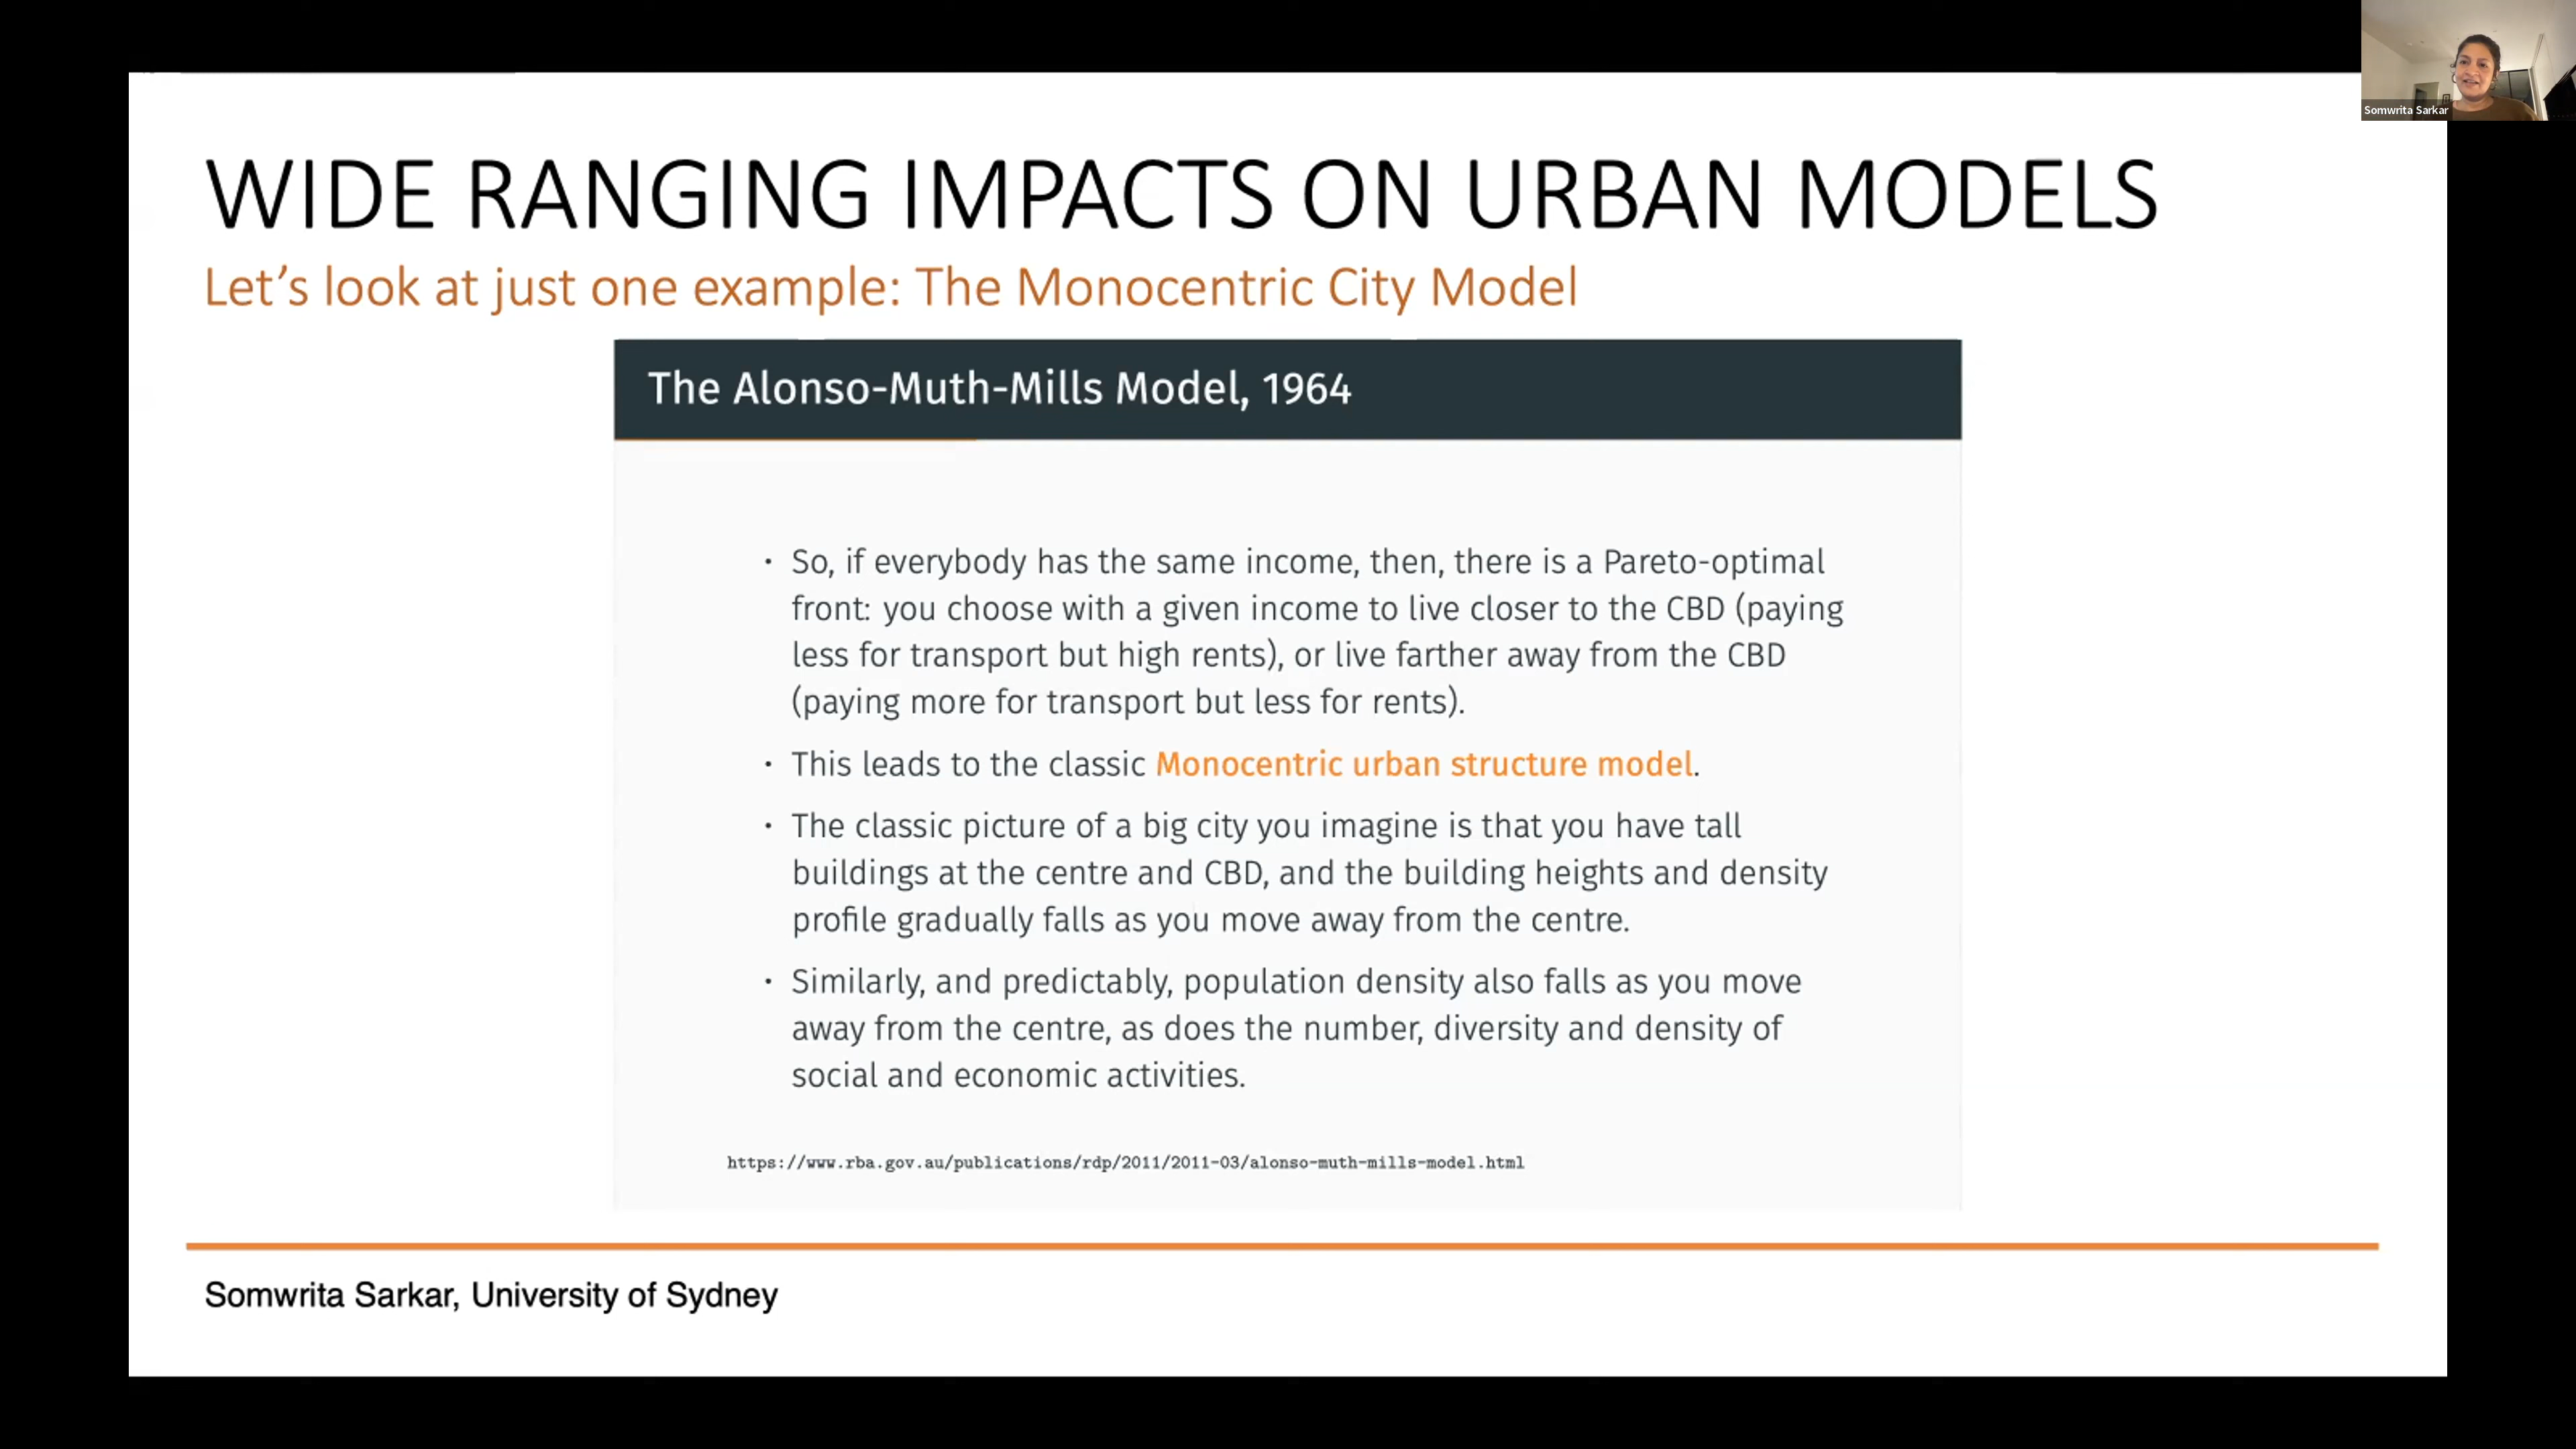 Somwrita Sarkar
WIDE RANGING IMPACTS ON URBAN MODELS
Let's look at just one example: The Monocentric City Model
The Alonso-Muth-Mills Model, 1964
• So, if everybody has the same income, then, there is a Pareto-optimal
front: you choose with a given income to live closer to the CBD (paying
less for transport but high rents), or live farther away from the CBD
(paying more for transport but less for rents).
• This leads to the classic Monocentric urban structure model.
• The classic picture of a big city you imagine is that you have tall
buildings at the centre and CBD, and the building heights and density
profile gradually falls as you move away from the centre.
• Similarly, and predictably, population density also falls as you move
away from the centre, as does the number, diversity and density of
social and economic activities.
https://www.rba.gov.au/publications/rdp/2011/2011-03/alonso-muth-mills-model.html
Somwrita Sarkar, University of Sydney